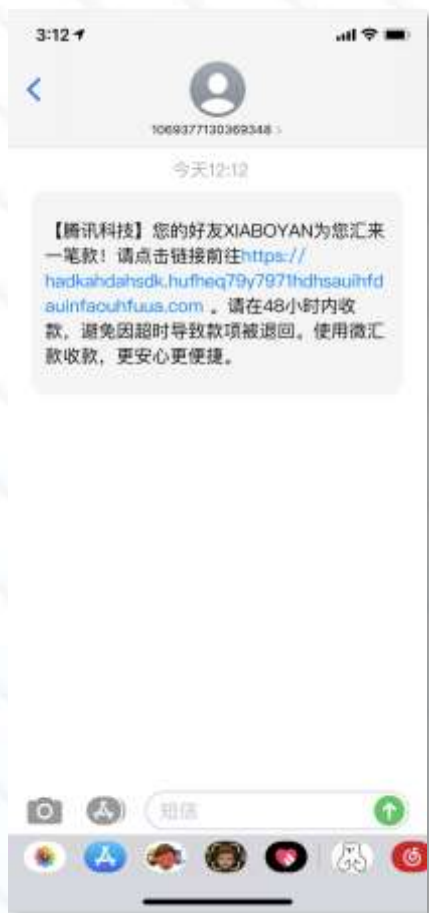 3:12
1069377130369348
今天12:12
【腾讯科技】您的好友XIABOYAN为您汇来
一笔款！请点击链接前往https://
hadkahdahsdk.hufheq79y7971hdhsauihfd
auinfaouhfuua.com 。请在48小时内收
款，避免因超时导致款项被退回。使用微汇
款收款，更安心更便捷。
短信